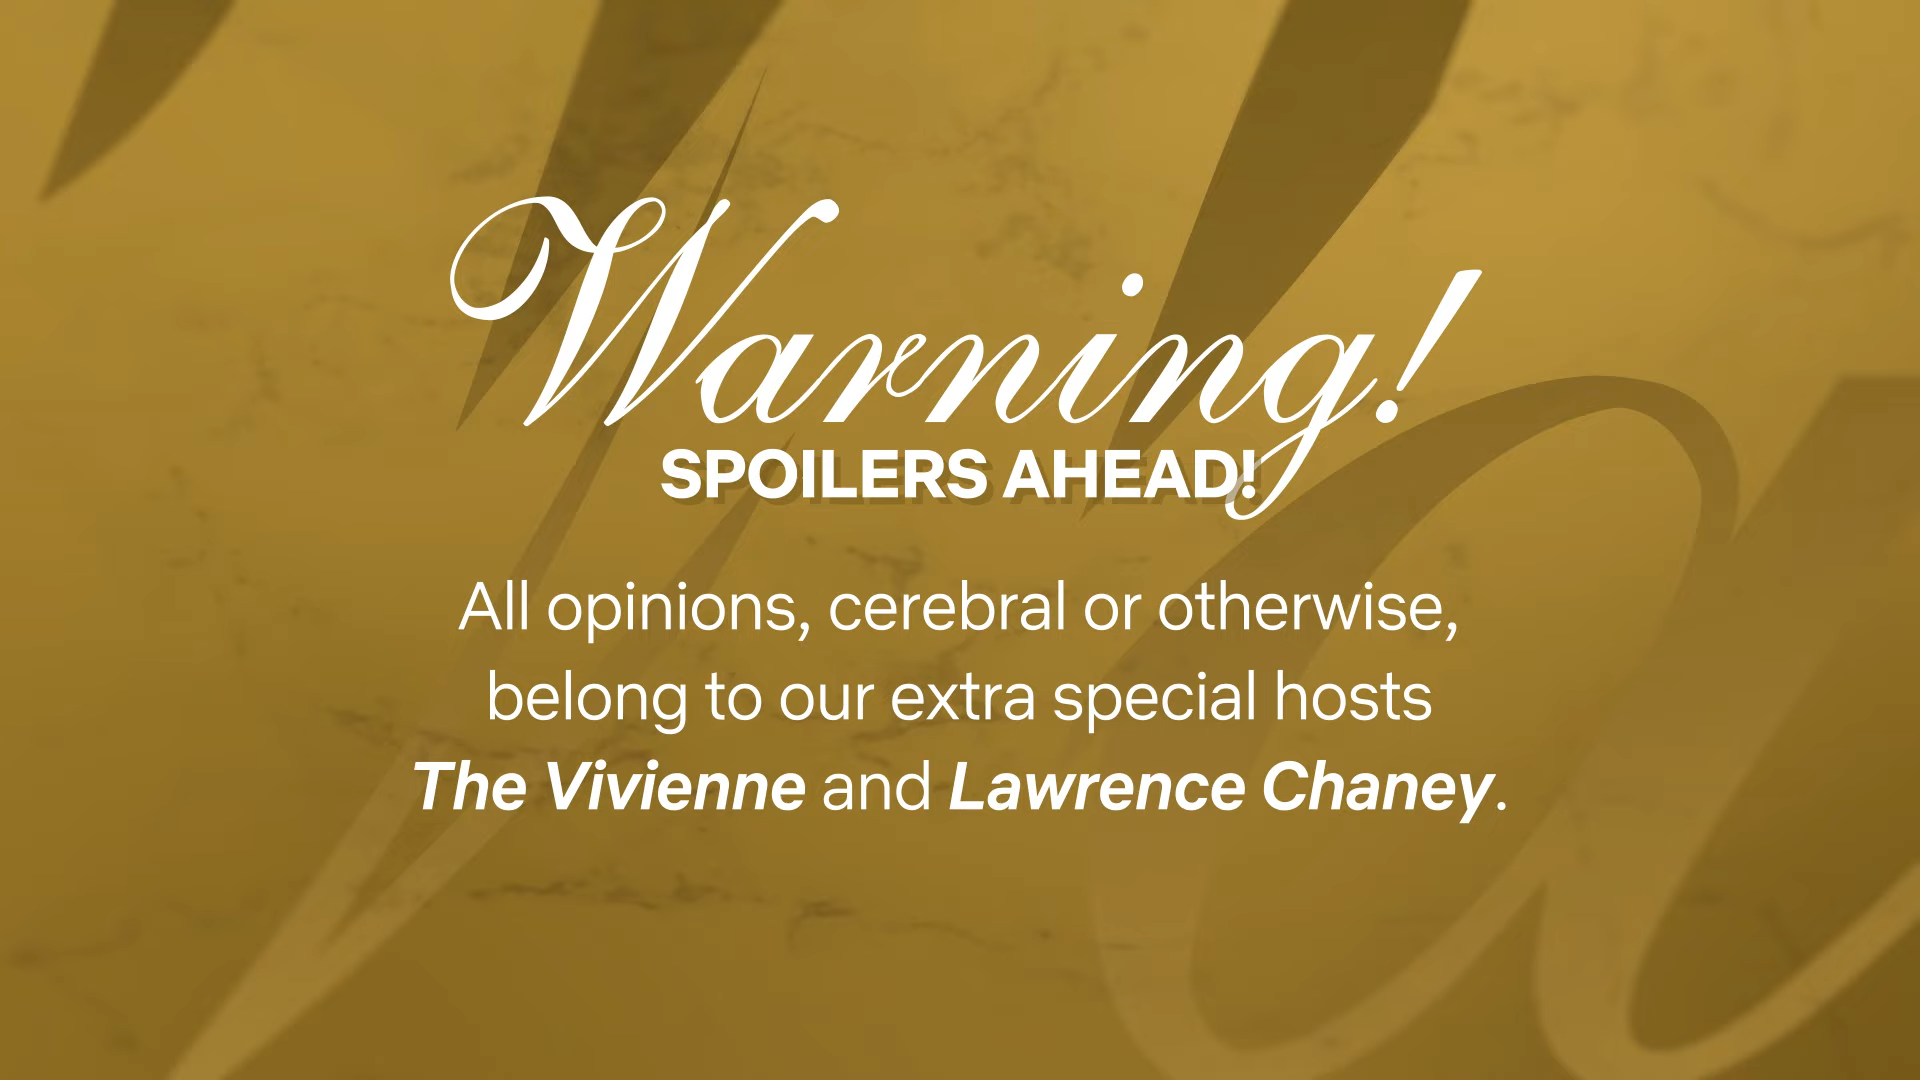 Warning!
SPOILERS AHEAD!
All opinions, cerebral or otherwise,
belong to our extra special hosts
The Vivienne and Lawrence Chaney.